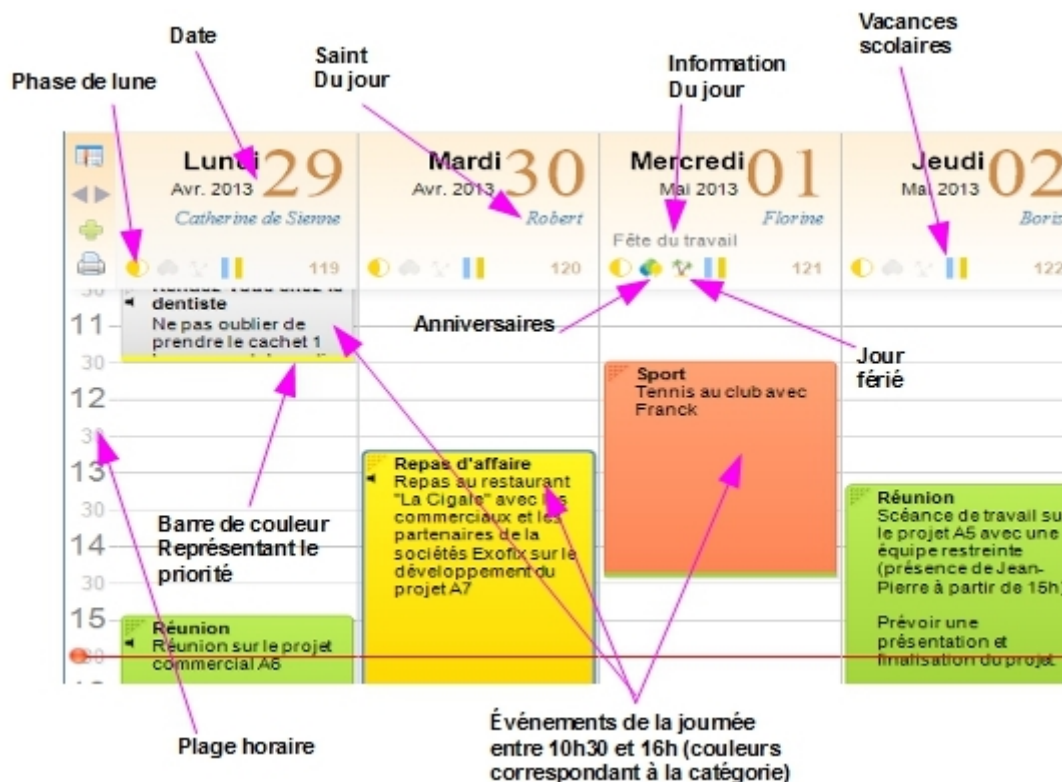 Date
Saint
Du jour
Vacances
scolaires
Phase de lune
Information
Du jour
Lundi 29
Avr. 2013
Catherine de Sienne
119
Mardi 30
Avr. 2013
Robert
120
Mercredi 01
Mai 2013
Florine
Fête du travail
121
Jeudi 02
Mai 2013
Boris
122
Anniversaires
Jour
férié
30
11
30
12
30
13
30
14
30
15
30
dentiste
Ne pas oublier de
prendre le cachet 1
Barre de couleur
Représentant le
priorité
Réunion
Réunion sur le projet
commercial A6
Repas d'affaire
Repas au restaurant
"La Cigale" avec les
commerciaux et les
partenaires de la
sociétés Exofix sur le
développement du
projet A7
Sport
Tennis au club avec
Franck
Réunion
Scéance de travail su
le projet A5 avec une
équipe restreinte
(présence de Jean-
Pierre à partir de 15h)
Prévoir une
présentation et
finalisation du projet
Plage horaire
Événements de la journée
entre 10h30 et 16h (couleurs
correspondant à la catégorie)